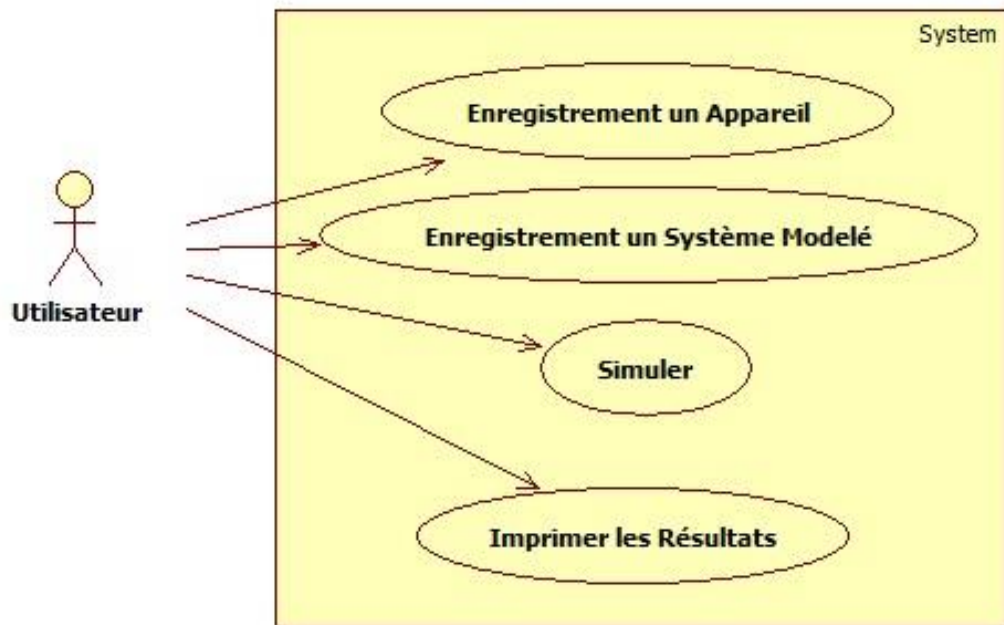 System
Enregistrement un Appareil
Enregistrement un Système Modelé
Utilisateur
Simuler
Imprimer les Résultats